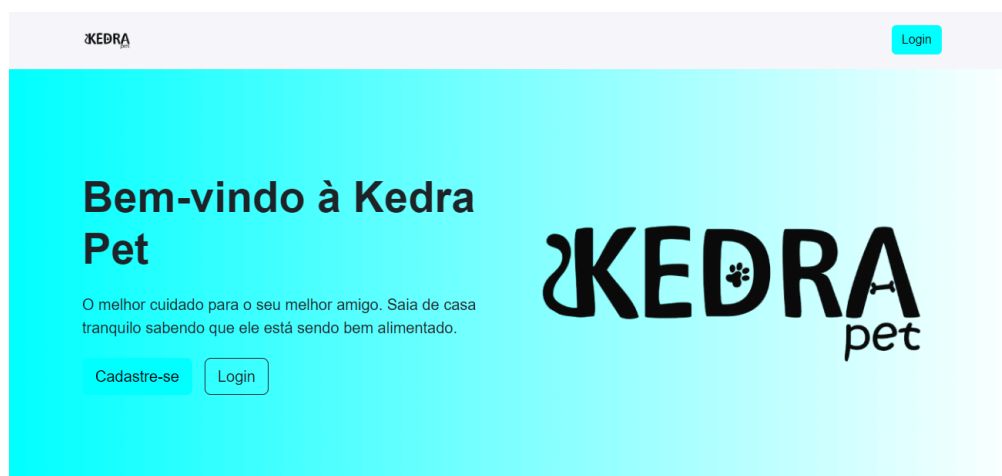 KEDRA
pet
Login
Bem-vindo à Kedra
Pet
O melhor cuidado para o seu melhor amigo. Saia de casa
tranquilo sabendo que ele está sendo bem alimentado.
Cadastre-se
Login
KEDRA
pet